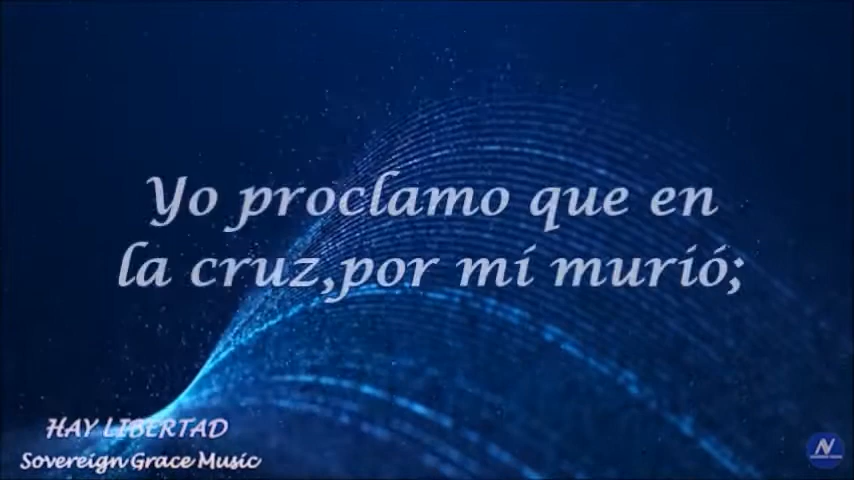 Yo proclamo que en
la cruz,por mí murió;
HAY LIBERTAD
Sovereign Grace Music